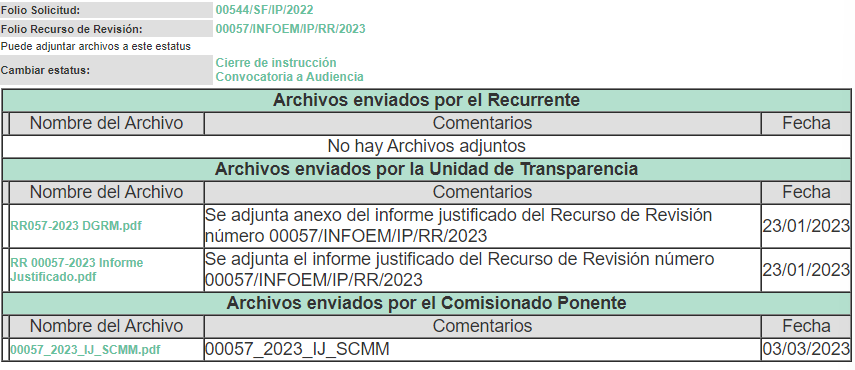 Folio Solicitud: 00544/SF/IP/2022
Folio Recurso de Revisión: 00057/INFOEM/IP/RR/2023
Puede adjuntar archivos a este estatus
Cambiar estatus: Cierre de instrucción
Convocatoria a Audiencia
Archivos enviados por el Recurrente
Nombre del Archivo Comentarios Fecha
No hay Archivos adjuntos
Archivos enviados por la Unidad de Transparencia
Nombre del Archivo Comentarios Fecha
RR057-2023 DGRM.pdf Se adjunta anexo del informe justificado del Recurso de Revisión
número 00057/INFOEM/IP/RR/2023 23/01/2023
RR 00057-2023 Informe
Justificado.pdf Se adjunta el informe justificado del Recurso de Revisión número
00057/INFOEM/IP/RR/2023 23/01/2023
Archivos enviados por el Comisionado Ponente
Nombre del Archivo Comentarios Fecha
00057_2023_IJ_SCMM.pdf 00057_2023_IJ_SCMM 03/03/2023